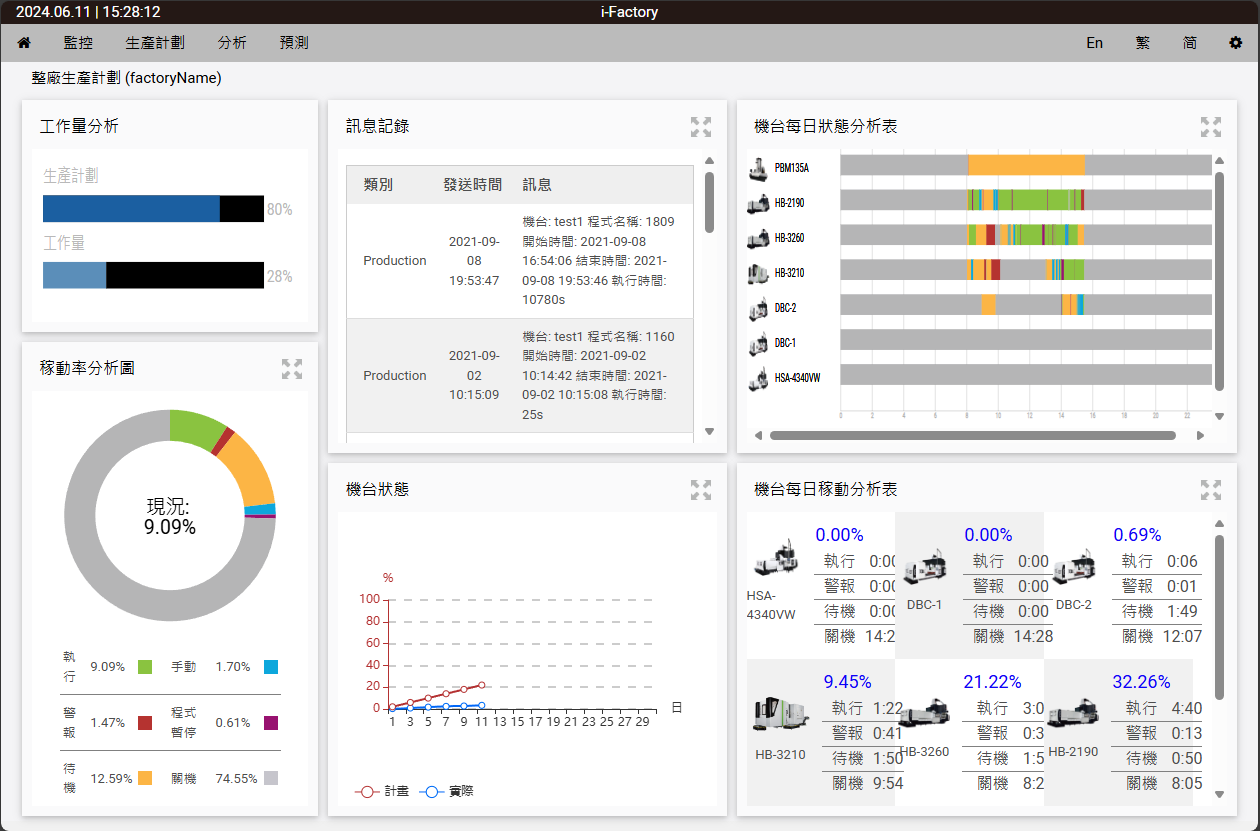 2024.06.11 | 15:28:12
i-Factory
監控 生產計劃 分析 預測 En 繁 简
整廠生產計劃 (factoryName)
工作量分析
生產計劃
80%
工作量
28%
稼動率分析圖
現況:
9.09%
執行 9.09% 手動 1.70%
警報 1.47% 程式暫停 0.61%
待機 12.59% 關機 74.55%
訊息記錄
類別 發送時間 訊息
Production
2021-09-
08
19:53:47
機台: test1 程式名稱: 1809
開始時間: 2021-09-08
16:54:06 結束時間: 2021-
09-08 19:53:46 執行時間:
10780s
Production
2021-09-
02
10:15:09
機台: test1 程式名稱: 1160
開始時間: 2021-09-02
10:14:42 結束時間: 2021-
09-02 10:15:08 執行時間:
25s
機台狀態
%
100
80
60
40
20
0
1 3 5 7 9 11 13 15 17 19 21 23 25 27 29 日
計畫 實際
機台每日狀態分析表
PBM135A
HB-2190
HB-3260
HB-3210
DBC-2
DBC-1
HSA-4340VW
0 2 4 6 8 10 12 14 16 18 20 22
機台每日稼動分析表
HSA-
4340VW
0.00%
執行 0:00
警報 0:00
待機 0:00
關機 14:2
DBC-1
0.00%
執行 0:00
警報 0:00
待機 0:00
關機 14:28
DBC-2
0.69%
執行 0:06
警報 0:01
待機 1:49
關機 12:07
HB-3210
9.45%
執行 1:22
警報 0:41
待機 1:50
關機 9:54
HB-3260
21.22%
執行 3:0
警報 0:3
待機 1:5
關機 8:2
HB-2190
32.26%
執行 4:40
警報 0:13
待機 0:50
關機 8:05